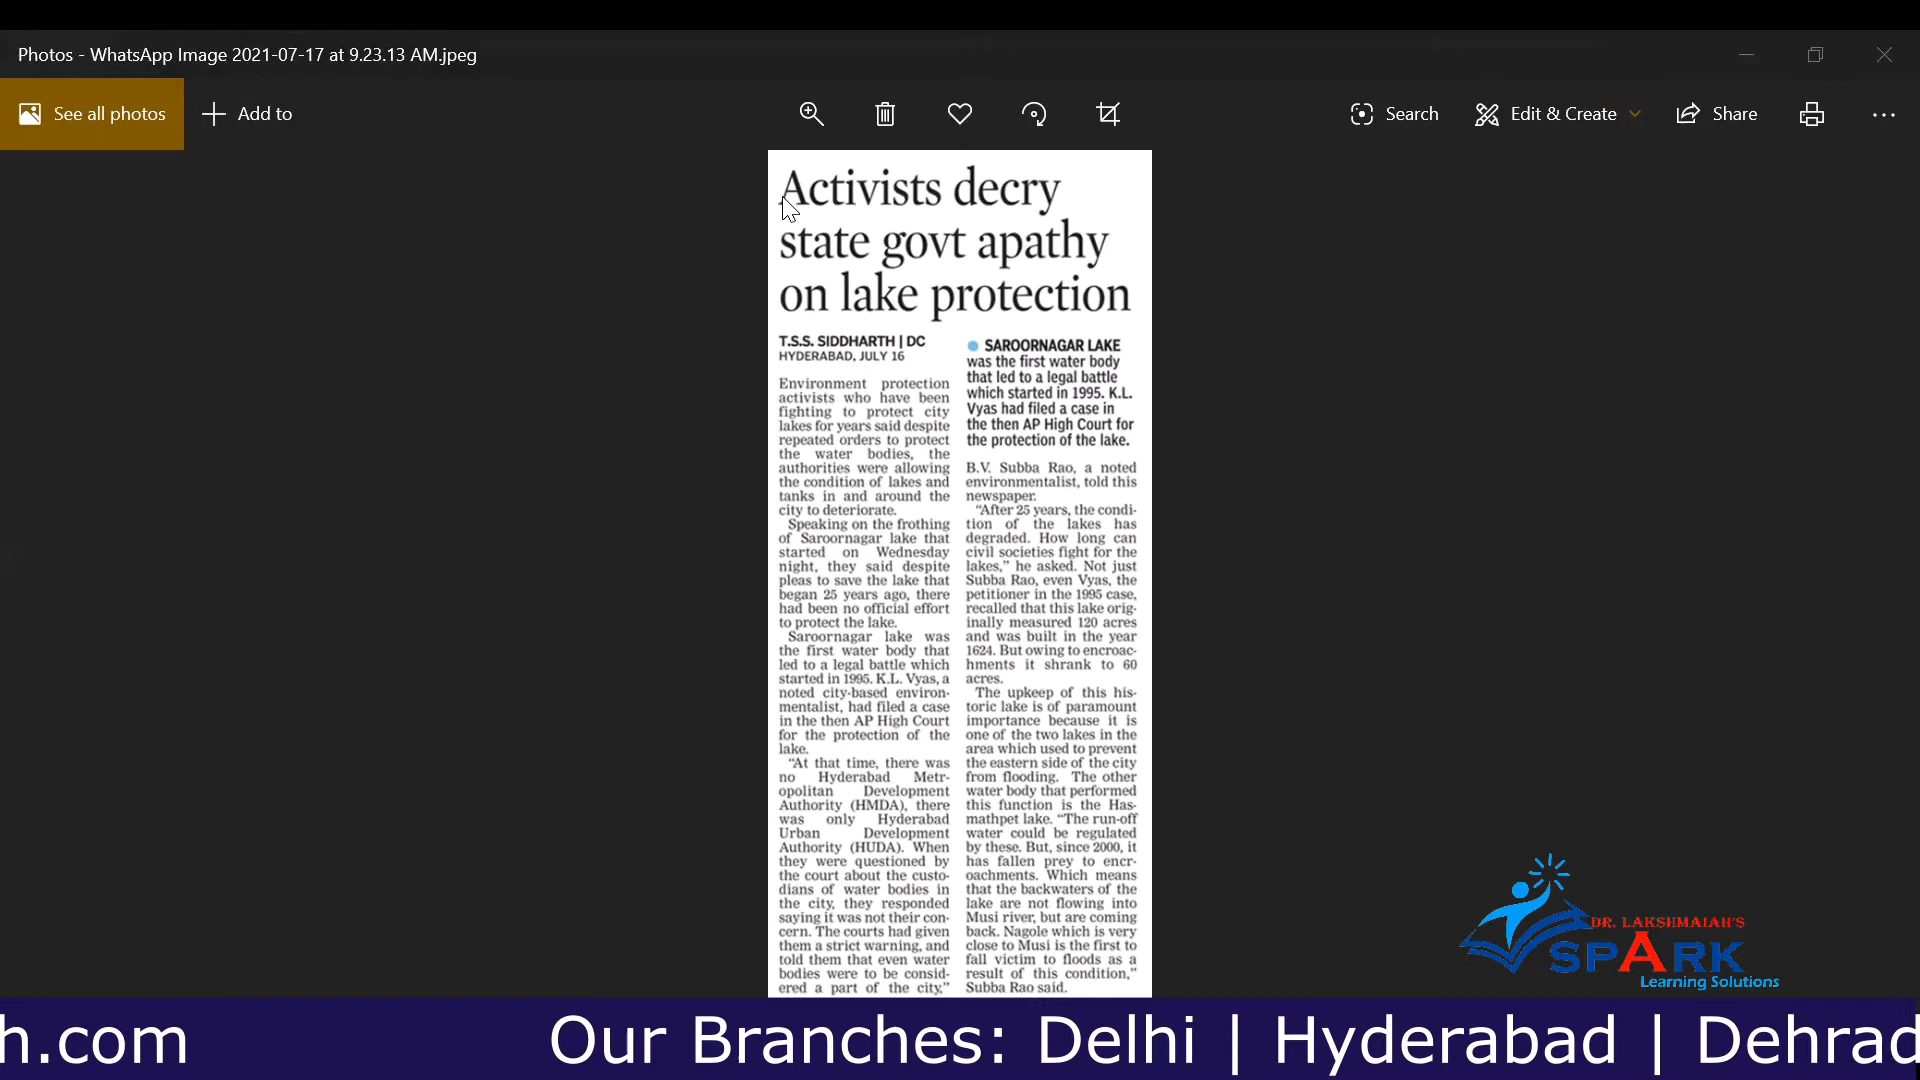 Photos - WhatsApp Image 2021-07-17 at 9.23.13 AM.jpeg
See all photos
Add to
Search
Edit & Create
Share
Activists decry
state govt apathy
on lake protection
T.S.S. SIDDHARTH | DC
HYDERABAD, JULY 16
Environment protection
activists who have been
fighting to protect city
lakes for years said despite
repeated orders to protect
the water bodies, the
authorities were allowing
the condition of lakes and
tanks in and around the
city to deteriorate.
Speaking on the frothing
of Saroornagar lake that
started on Wednesday
night, they said despite
pleas to save the lake that
began 25 years ago, there
had been no official effort
to protect the lake.
Saroornagar lake was
the first water body that
led to a legal battle which
started in 1995. K.L. Vyas, a
noted city-based environ-
mentalist, had filed a case
in the then AP High Court
for the protection of the
lake.
“At that time, there was
no Hyderabad Metr-
opolitan Development
Authority (HMDA), there
was only Hyderabad
Urban Development
Authority (HUDA). When
they were questioned by
the court about the custo-
dians of water bodies in
the city, they responded
saying it was not their con-
cern. The courts had given
them a strict warning, and
told them that even water
bodies were to be consid-
ered a part of the city,”
SAROORNAGAR LAKE
was the first water body
that led to a legal battle
which started in 1995. K.L.
Vyas had filed a case in
the then AP High Court for
the protection of the lake.
B.V. Subba Rao, a noted
environmentalist, told this
newspaper.
“After 25 years, the condi-
tion of the lakes has
degraded. How long can
civil societies fight for the
lakes,” he asked. Not just
Subba Rao, even Vyas, the
petitioner in the 1995 case,
recalled that this lake orig-
inally measured 120 acres
and was built in the year
1624. But owing to encroac-
hments it shrank to 60
acres.
The upkeep of this his-
toric lake is of paramount
importance because it is
one of the two lakes in the
area which used to prevent
the eastern side of the city
from flooding. The other
water body that performed
this function is the Has-
mathpet lake. “The run-off
water could be regulated
by these. But, since 2000, it
has fallen prey to encr-
oachments. Which means
that the backwaters of the
lake are not flowing into
Musi river, but are coming
back. Nagole which is very
close to Musi is the first to
fall victim to floods as a
result of this condition,”
Subba Rao said.
DR. LAKSHMAIAH'S
SPARK
Learning Solutions
h.com Our Branches: Delhi | Hyderabad | Dehrad